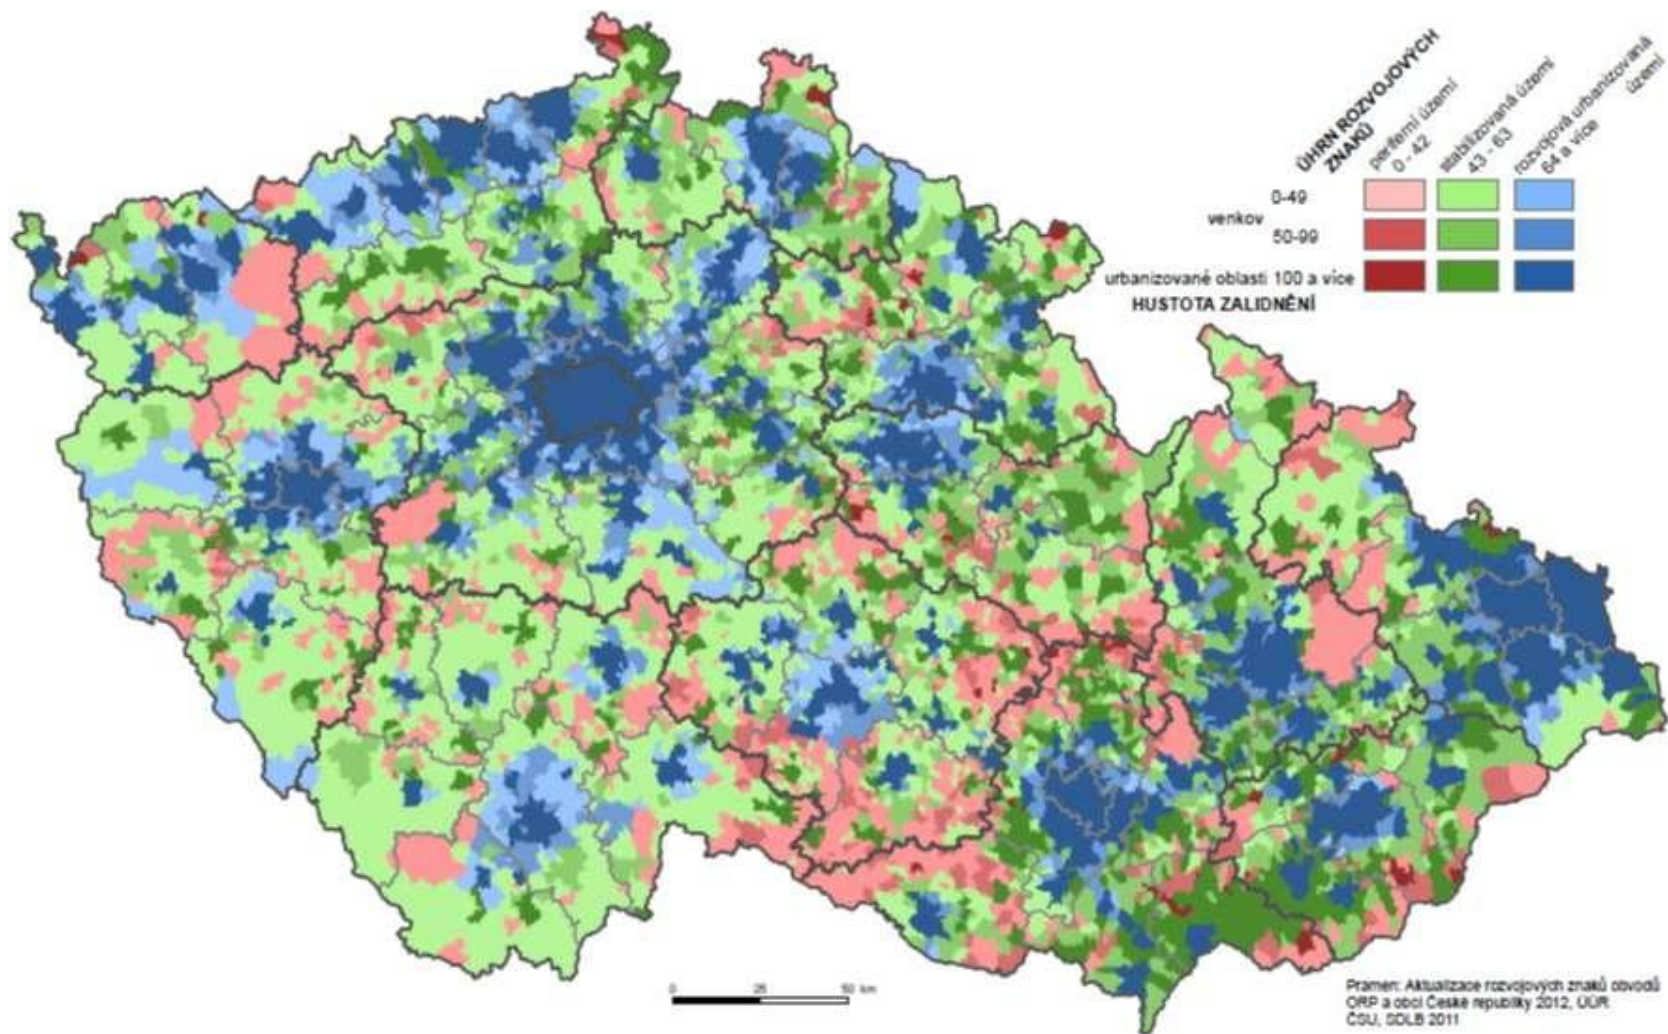 ÚHRN ROZVOJOVÝCH
ZNAKŮ
periferní území
0 - 42
stabilizovaná území
43 - 63
rozvojová urbanizovaná
území
64 a více
0-49
venkov
50-99
urbanizované oblasti 100 a více
HUSTOTA ZALIDNĚNÍ
0 25 50 km
Pramen: Aktualizace rozvojových znaků obvodů
ORP a obcí České republiky 2012, ÚÚR
ČSÚ, SDLB 2011